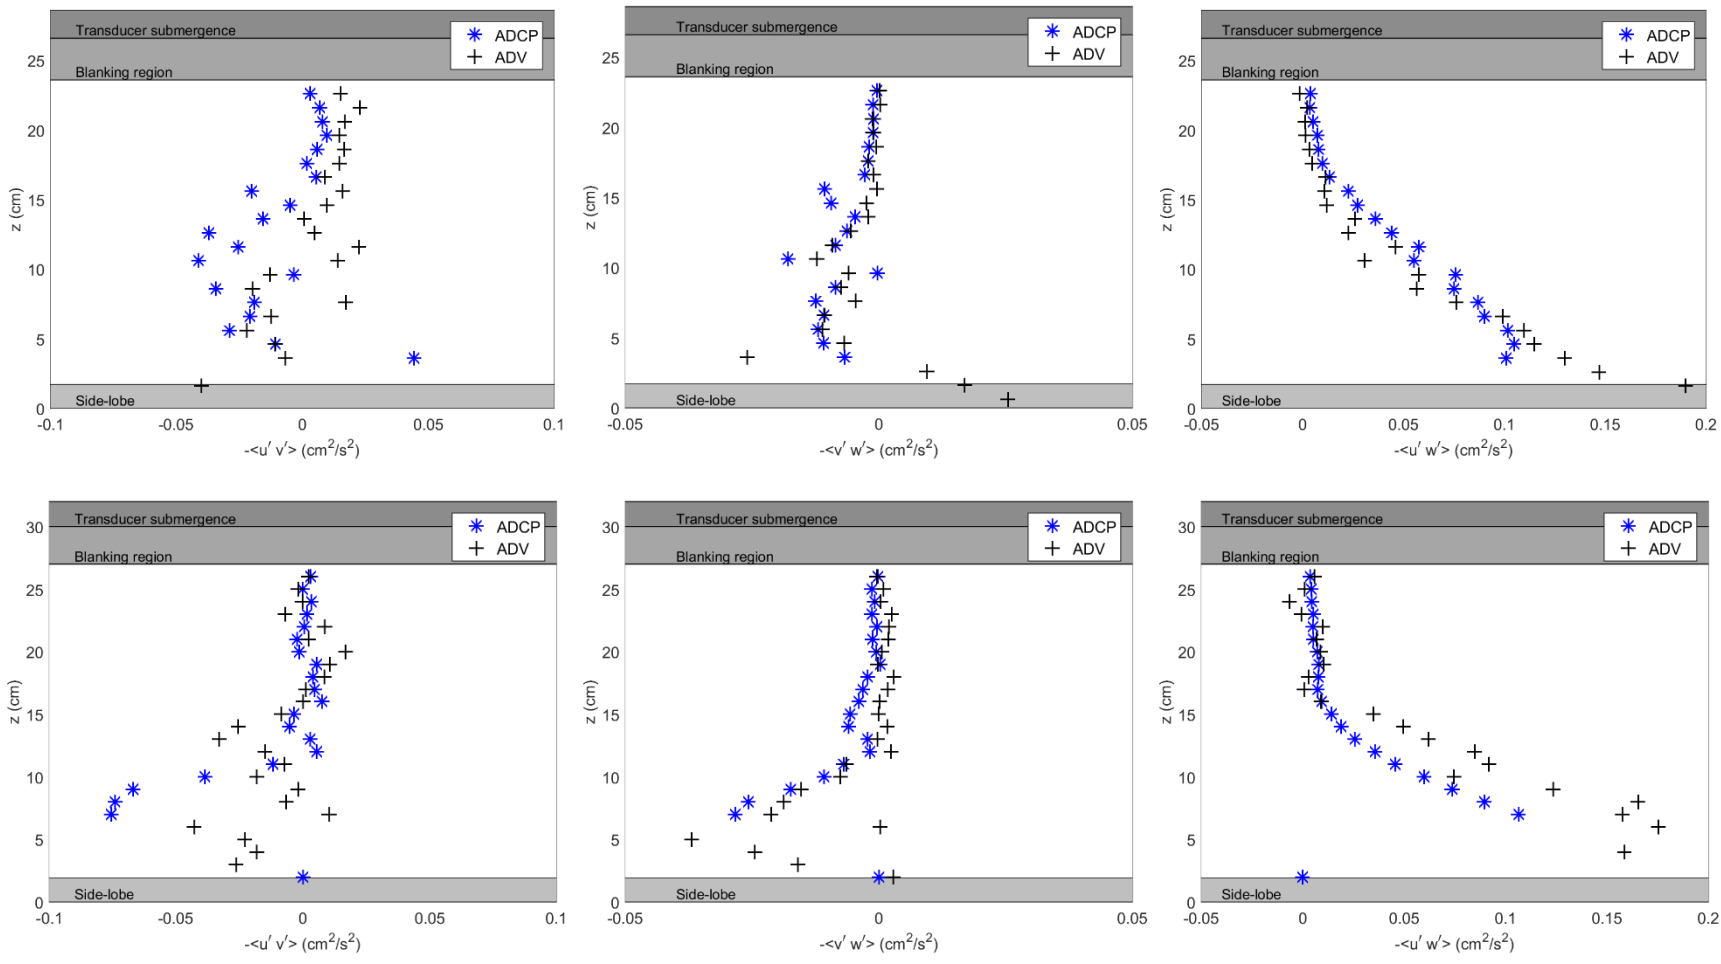 Transducer submergence
Blanking region
Side-lobe
ADCP
ADV
25
20
15
10
5
0
z (cm)
-0.1
-0.05
0
0.05
0.1
-<u′ v′> (cm²/s²)
Transducer submergence
Blanking region
Side-lobe
ADCP
ADV
25
20
15
10
5
0
z (cm)
-0.05
0
0.05
-<v′ w′> (cm²/s²)
Transducer submergence
Blanking region
Side-lobe
ADCP
ADV
25
20
15
10
5
0
z (cm)
-0.05
0
0.05
0.1
0.15
0.2
-<u′ w′> (cm²/s²)
Transducer submergence
Blanking region
Side-lobe
ADCP
ADV
30
25
20
15
10
5
0
z (cm)
-0.1
-0.05
0
0.05
0.1
-<u′ v′> (cm²/s²)
Transducer submergence
Blanking region
Side-lobe
ADCP
ADV
30
25
20
15
10
5
0
z (cm)
-0.05
0
0.05
-<v′ w′> (cm²/s²)
Transducer submergence
Blanking region
Side-lobe
ADCP
ADV
30
25
20
15
10
5
0
z (cm)
-0.05
0
0.05
0.1
0.15
0.2
-<u′ w′> (cm²/s²)